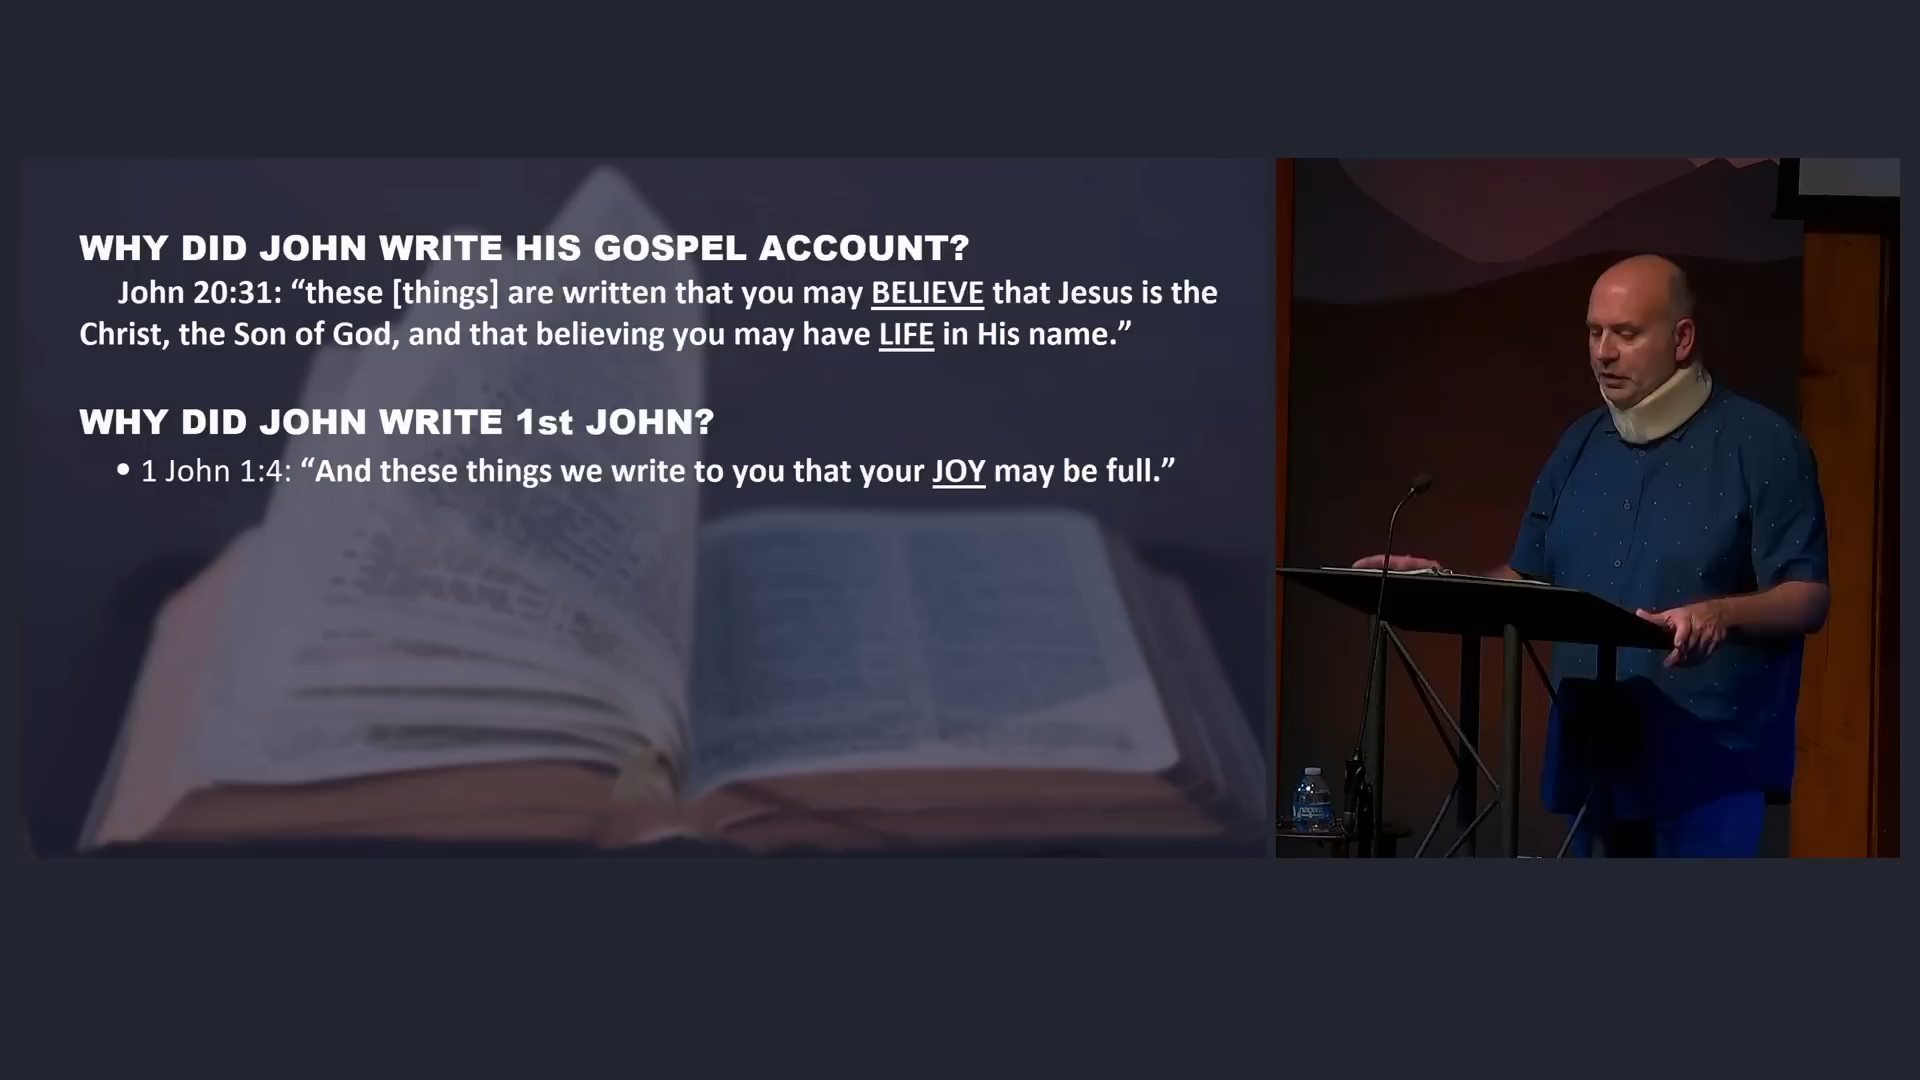 WHY DID JOHN WRITE HIS GOSPEL ACCOUNT?
John 20:31: “these [things] are written that you may BELIEVE that Jesus is the
Christ, the Son of God, and that believing you may have LIFE in His name.”
WHY DID JOHN WRITE 1st JOHN?
• 1 John 1:4: “And these things we write to you that your JOY may be full.”